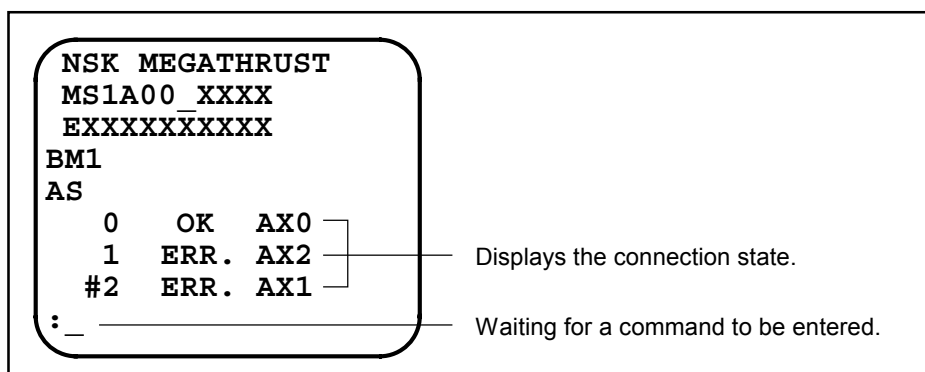 NSK MEGATHRUST
MS1A00_XXXX
EXXXXXXXXXX
BM1
AS
0 OK AX0
1 ERR. AX2
#2 ERR. AX1
:_
Displays the connection state.
Waiting for a command to be entered.